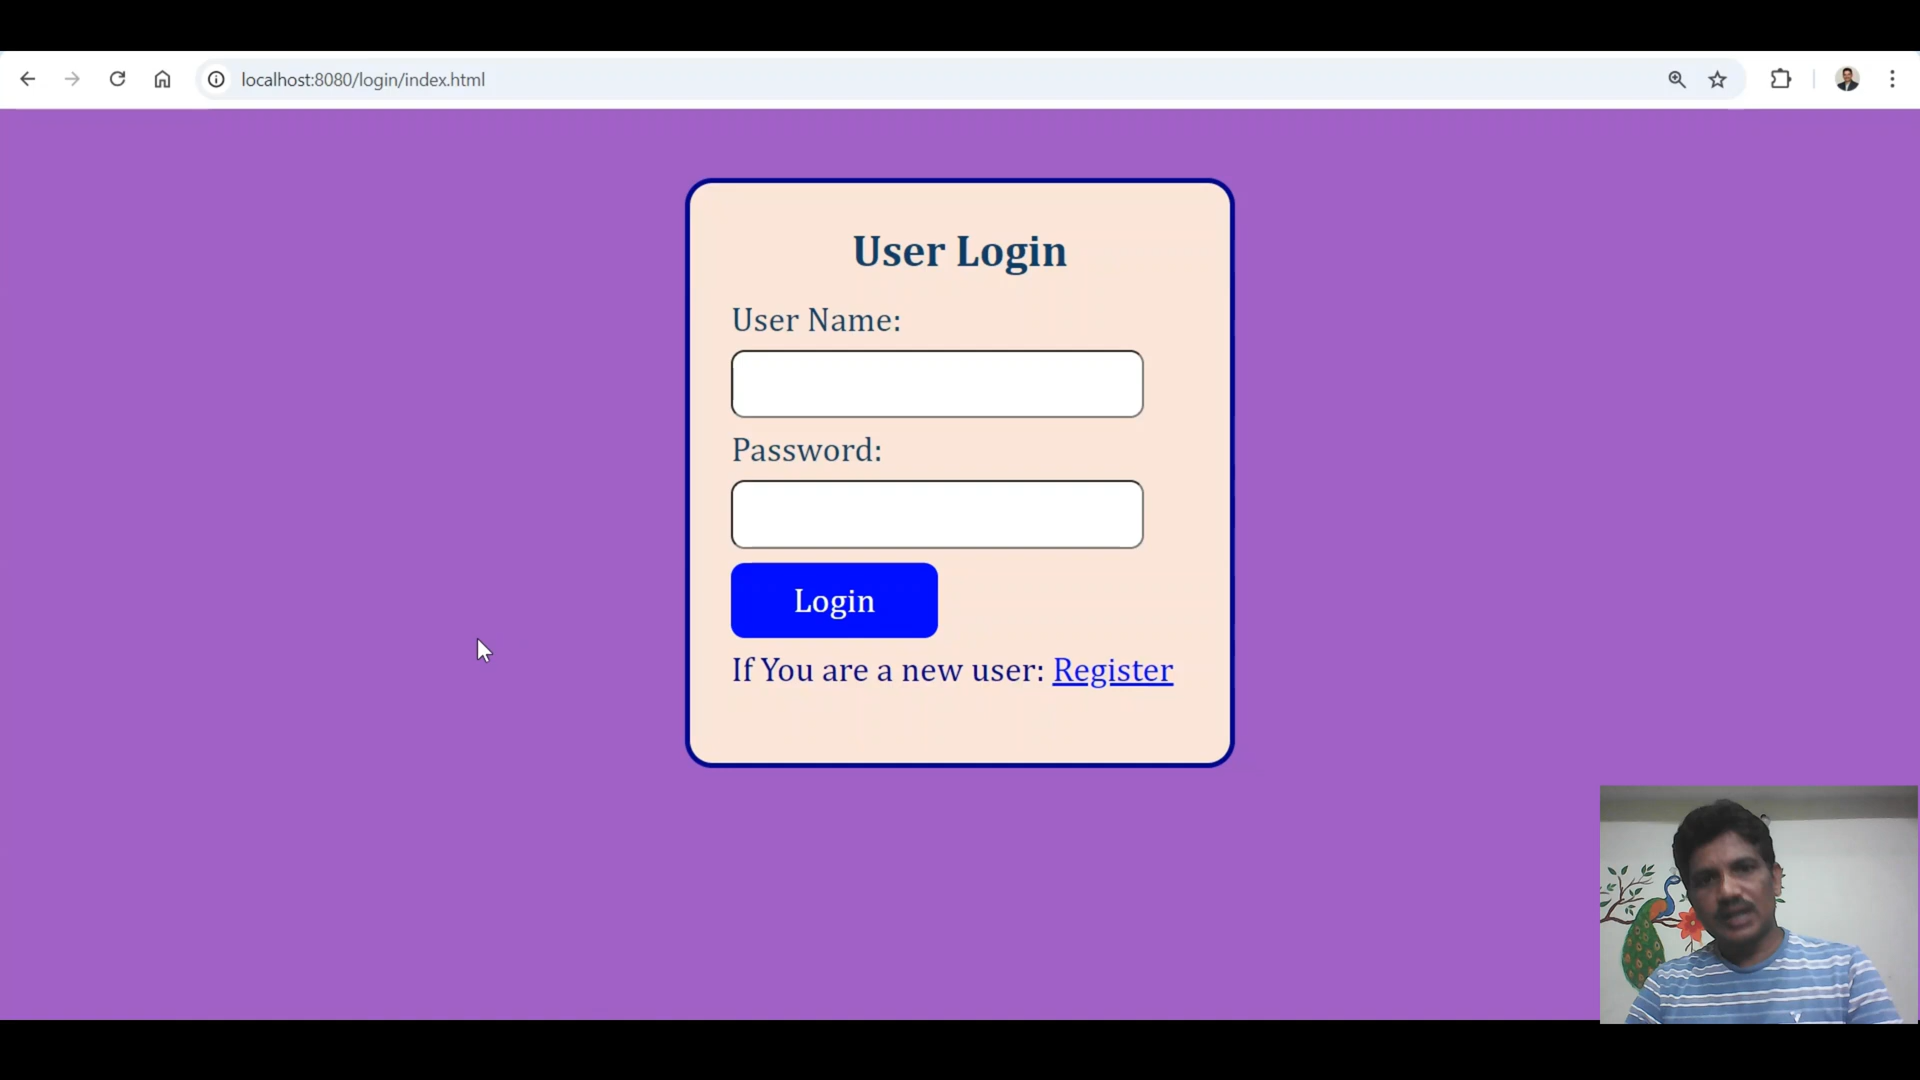 localhost:8080/login/index.html
User Login
User Name:
Password:
Login
If You are a new user: Register